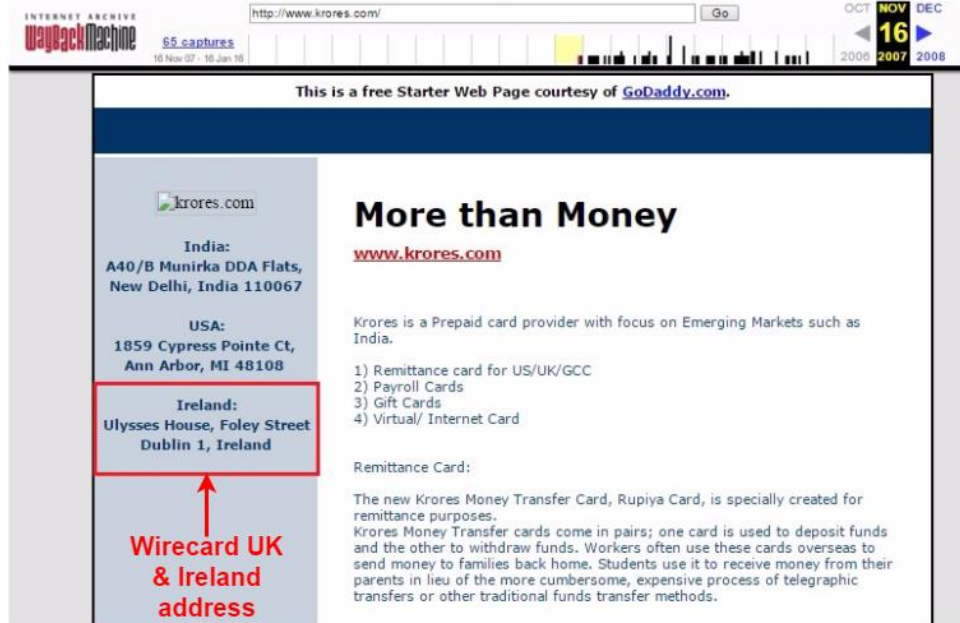 INTERNET ARCHIVE
WayBackMachine
http://www.krores.com/
Go
65 captures
16 Nov 07 - 16 Jan 16
OCT NOV DEC
16
2006 2007 2008
This is a free Starter Web Page courtesy of GoDaddy.com.
krores.com
India:
A40/B Munirka DDA Flats,
New Delhi, India 110067
USA:
1859 Cypress Pointe Ct,
Ann Arbor, MI 48108
Ireland:
Ulysses House, Foley Street
Dublin 1, Ireland
Wirecard UK
& Ireland
address
More than Money
www.krores.com
Krores is a Prepaid card provider with focus on Emerging Markets such as
India.
1) Remittance card for US/UK/GCC
2) Payroll Cards
3) Gift Cards
4) Virtual/ Internet Card
Remittance Card:
The new Krores Money Transfer Card, Rupiya Card, is specially created for
remittance purposes.
Krores Money Transfer cards come in pairs; one card is used to deposit funds
and the other to withdraw funds. Workers often use these cards overseas to
send money to families back home. Students use it to receive money from their
parents in lieu of the more cumbersome, expensive process of telegraphic
transfers or other traditional funds transfer methods.